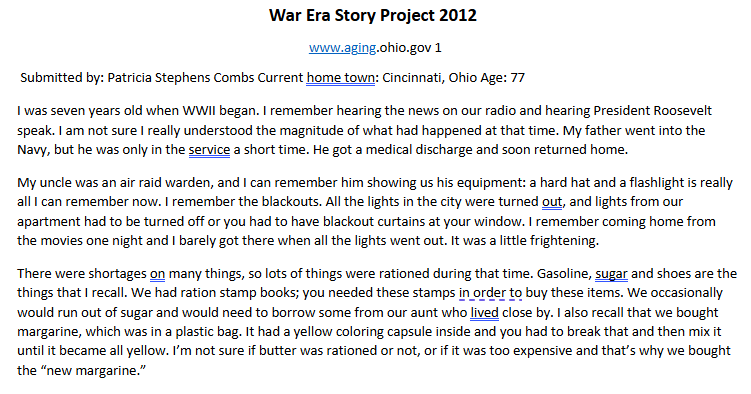 War Era Story Project 2012
www.aging.ohio.gov 1
Submitted by: Patricia Stephens Combs Current home town: Cincinnati, Ohio Age: 77
I was seven years old when WWII began. I remember hearing the news on our radio and hearing President Roosevelt
speak. I am not sure I really understood the magnitude of what had happened at that time. My father went into the
Navy, but he was only in the service a short time. He got a medical discharge and soon returned home.
My uncle was an air raid warden, and I can remember him showing us his equipment: a hard hat and a flashlight is really
all I can remember now. I remember the blackouts. All the lights in the city were turned out, and lights from our
apartment had to be turned off or you had to have blackout curtains at your window. I remember coming home from
the movies one night and I barely got there when all the lights went out. It was a little frightening.
There were shortages on many things, so lots of things were rationed during that time. Gasoline, sugar and shoes are the
things that I recall. We had ration stamp books; you needed these stamps in order to buy these items. We occasionally
would run out of sugar and would need to borrow some from our aunt who lived close by. I also recall that we bought
margarine, which was in a plastic bag. It had a yellow coloring capsule inside and you had to break that and then mix it
until it became all yellow. I’m not sure if butter was rationed or not, or if it was too expensive and that’s why we bought
the “new margarine.”